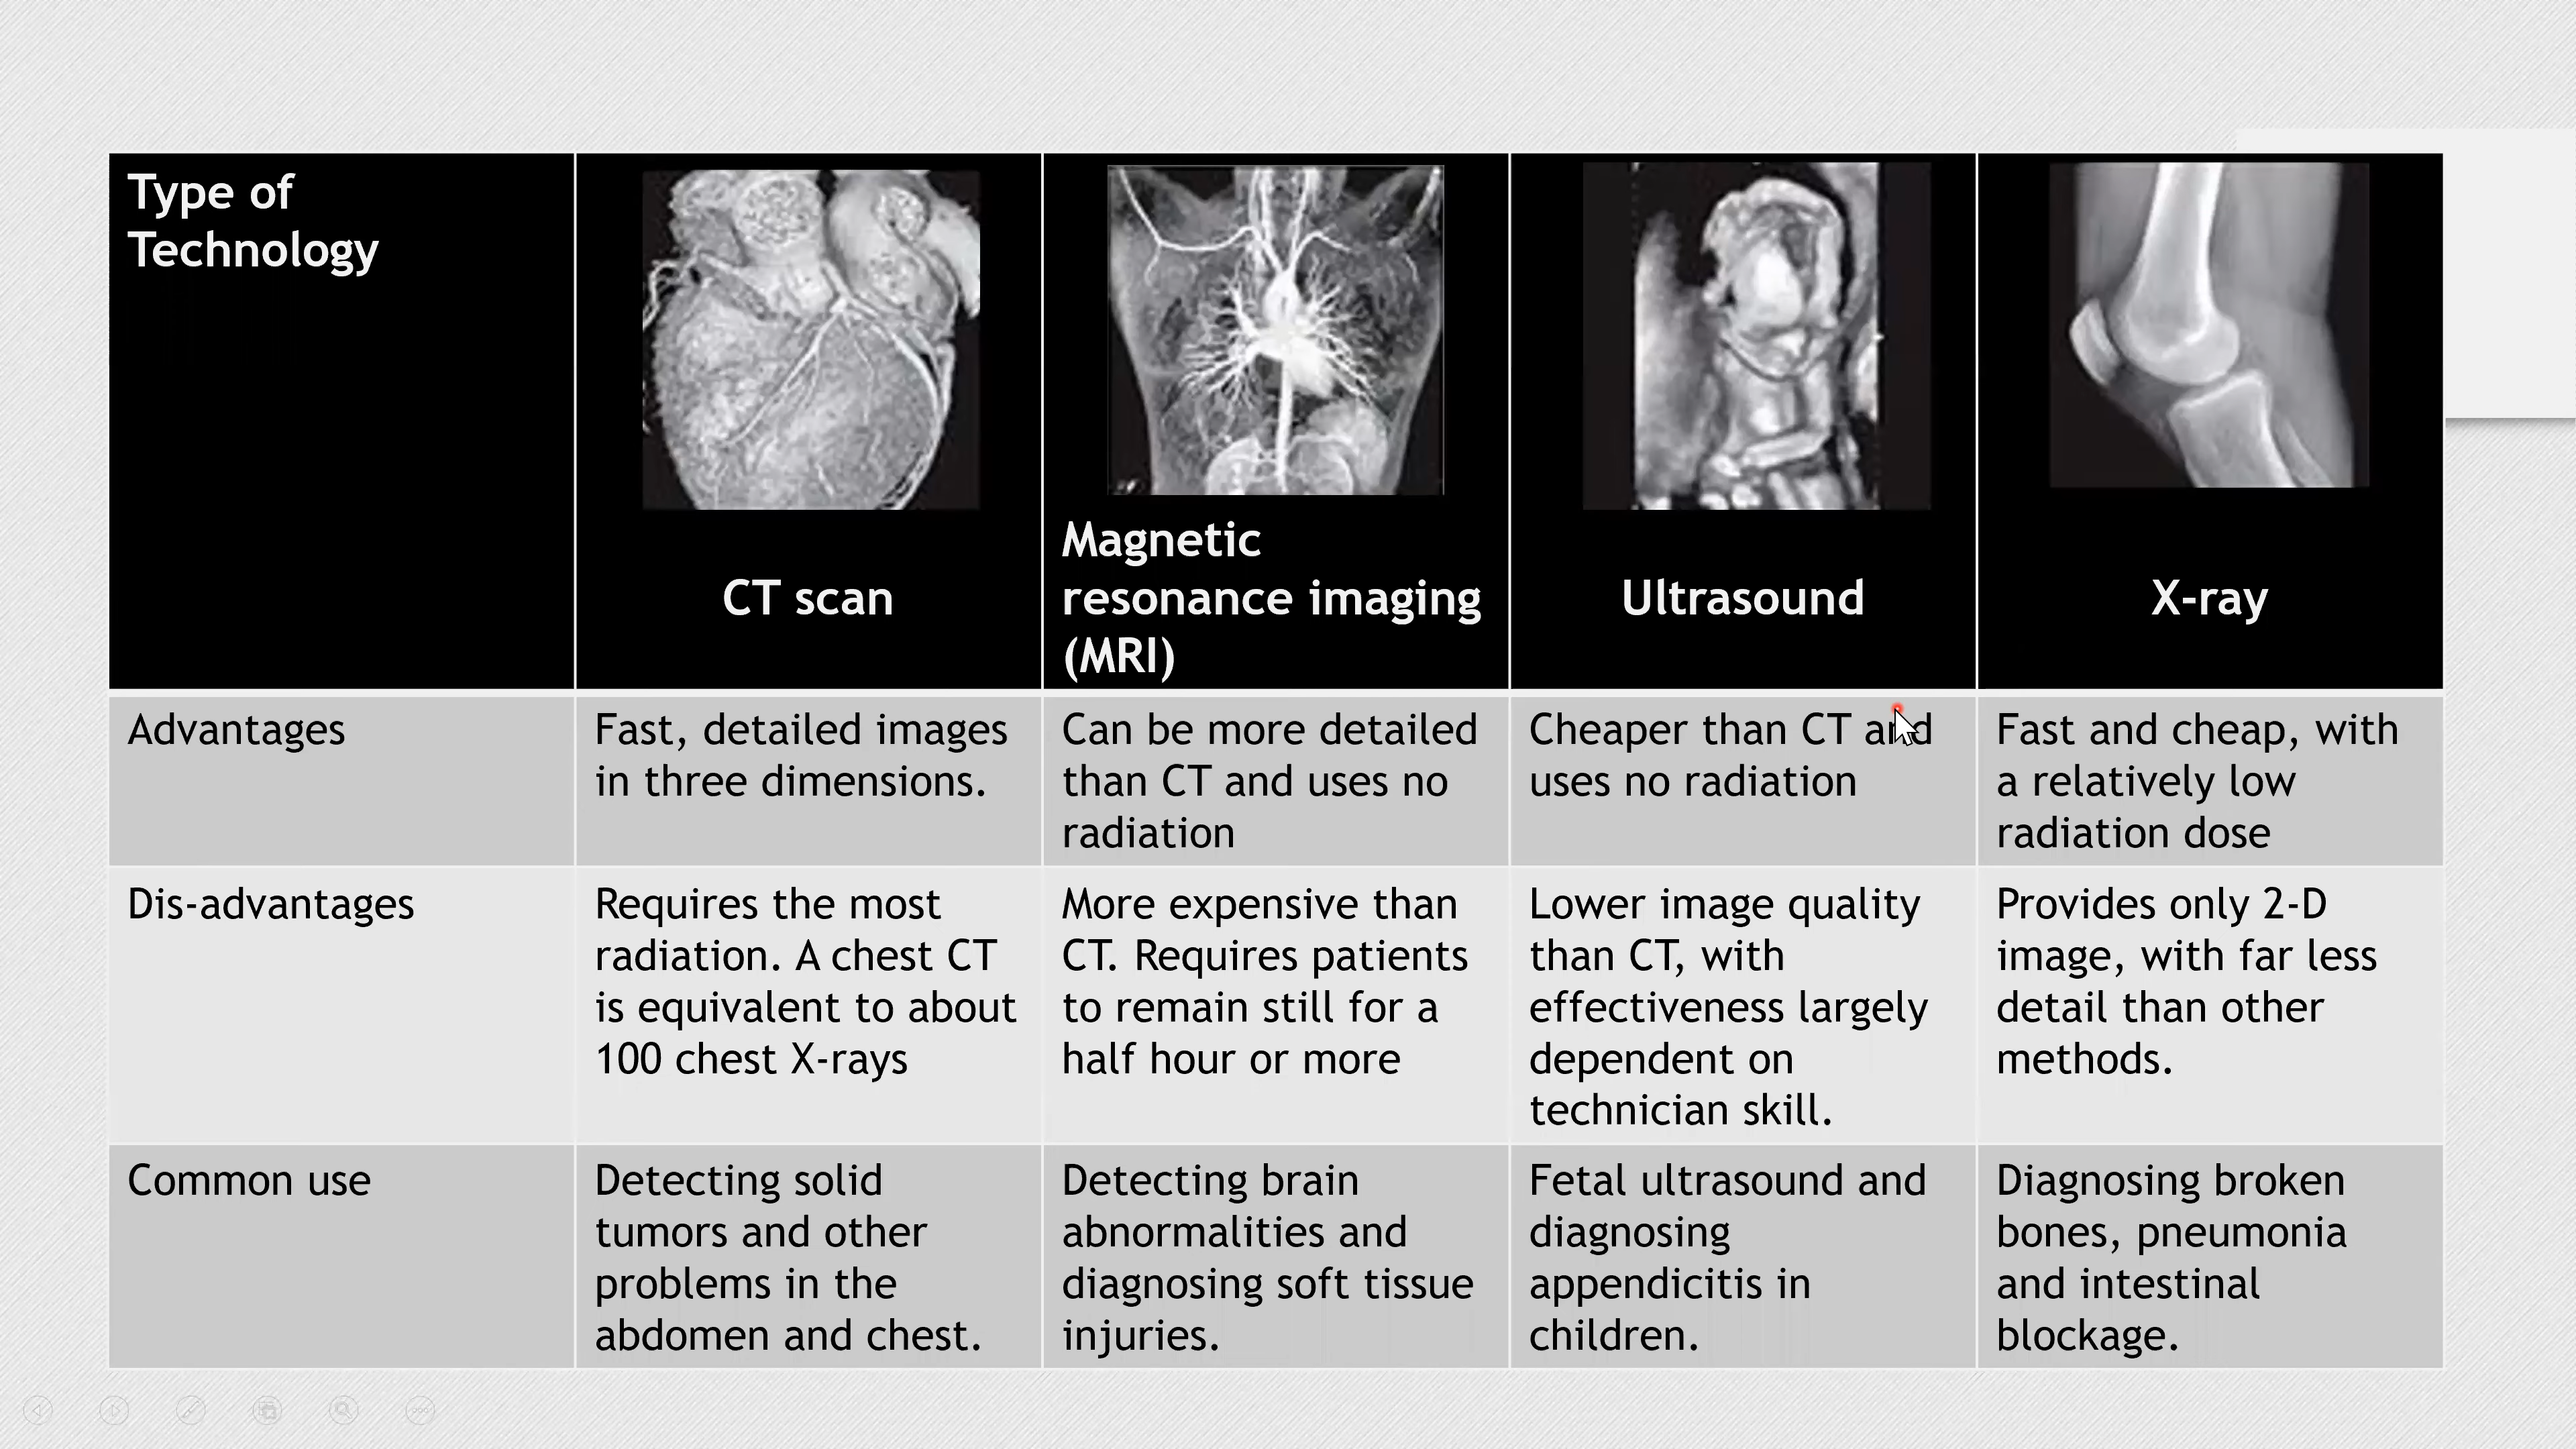 Type of
Technology
CT scan
Magnetic
resonance imaging
(MRI)
Ultrasound
X-ray
Advantages
Fast, detailed images
in three dimensions.
Can be more detailed
than CT and uses no
radiation
Cheaper than CT and
uses no radiation
Fast and cheap, with
a relatively low
radiation dose
Dis-advantages
Requires the most
radiation. A chest CT
is equivalent to about
100 chest X-rays
More expensive than
CT. Requires patients
to remain still for a
half hour or more
Lower image quality
than CT, with
effectiveness largely
dependent on
technician skill.
Provides only 2-D
image, with far less
detail than other
methods.
Common use
Detecting solid
tumors and other
problems in the
abdomen and chest.
Detecting brain
abnormalities and
diagnosing soft tissue
injuries.
Fetal ultrasound and
diagnosing
appendicitis in
children.
Diagnosing broken
bones, pneumonia
and intestinal
blockage.